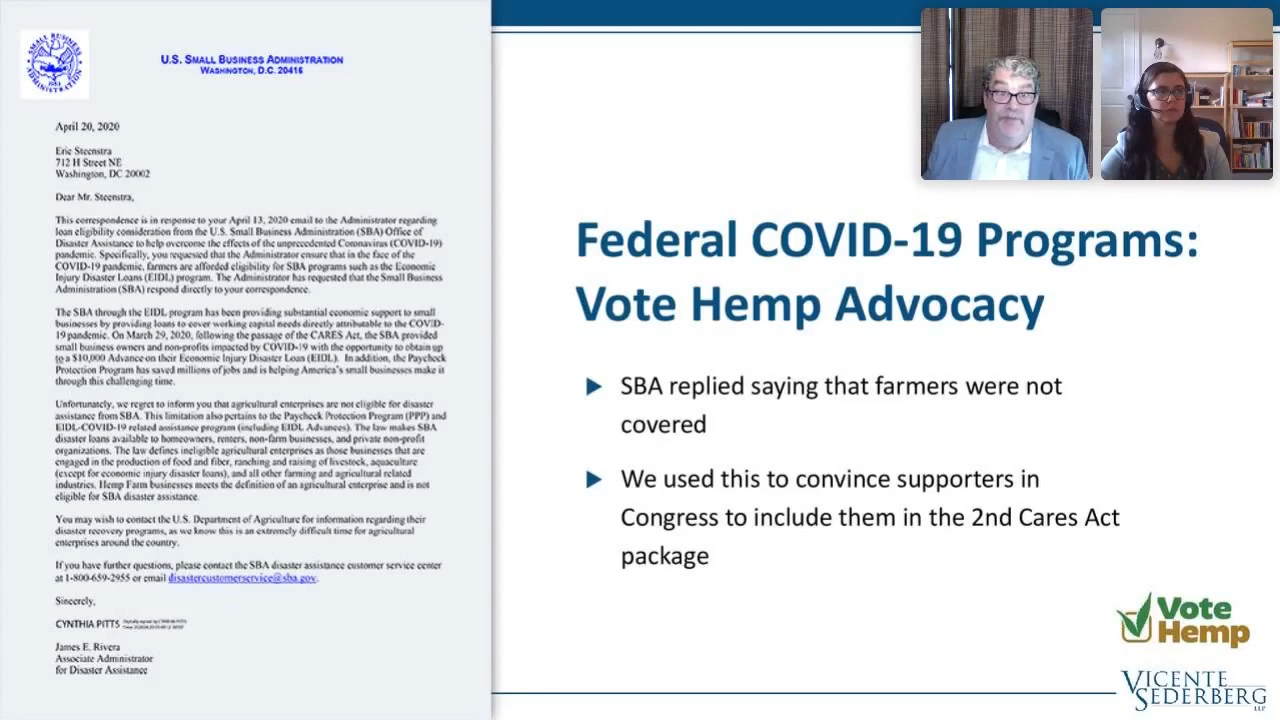 U.S. SMALL BUSINESS ADMINISTRATION
WASHINGTON, D.C. 20416
April 20, 2020
Eric Steenstra
712 H Street NE
Washington, DC 20002
Dear Mr. Steenstra,
This correspondence is in response to your April 13, 2020 email to the Administrator regarding
loan eligibility consideration from the U.S. Small Business Administration (SBA) Office of
Disaster Assistance to help overcome the effects of the unprecedented Coronavirus (COVID-19)
pandemic. Specifically, you requested that the Administrator ensure that in the face of the
COVID-19 pandemic, farmers are afforded eligibility for SBA programs such as the Economic
Injury Disaster Loans (EIDL) program. The Administrator has requested that the Small Business
Administration (SBA) respond directly to your correspondence.
The SBA through the EIDL program has been providing substantial economic support to small
businesses by providing loans to cover working capital needs directly attributable to the COVID-
19 pandemic. On March 29, 2020, following the passage of the CARES Act, the SBA provided
small business owners and non-profits impacted by COVID-19 with the opportunity to obtain up
to a $10,000 Advance on their Economic Injury Disaster Loan (EIDL). In addition, the Paycheck
Protection Program has saved millions of jobs and is helping America's small businesses make it
through this challenging time.
Unfortunately, we regret to inform you that agricultural enterprises are not eligible for disaster
assistance from SBA. This limitation also pertains to the Paycheck Protection Program (PPP) and
EIDL-COVID-19 related assistance program (including EIDL Advances). The law makes SBA
disaster loans available to homeowners, renters, non-farm businesses, and private non-profit
organizations. The law defines ineligible agricultural enterprises as those businesses that are
engaged in the production of food and fiber, ranching and raising of livestock, aquaculture
(except for economic injury disaster loans), and all other farming and agricultural related
industries. Hemp Farm businesses meets the definition of an agricultural enterprise and is not
eligible for SBA disaster assistance.
You may wish to contact the U.S. Department of Agriculture for information regarding their
disaster recovery programs, as we know this is an extremely difficult time for agricultural
enterprises around the country.
If you have further questions, please contact the SBA disaster assistance customer service center
at 1-800-659-2955 or email disastercustomerservice@sba.gov.
Sincerely,
CYNTHIA PITTS
James E. Rivera
Associate Administrator
for Disaster Assistance
Federal COVID-19 Programs:
Vote Hemp Advocacy
SBA replied saying that farmers were not
covered
We used this to convince supporters in
Congress to include them in the 2nd Cares Act
package
Vote
Hemp
VICENTE
SEDERBERG
LLP